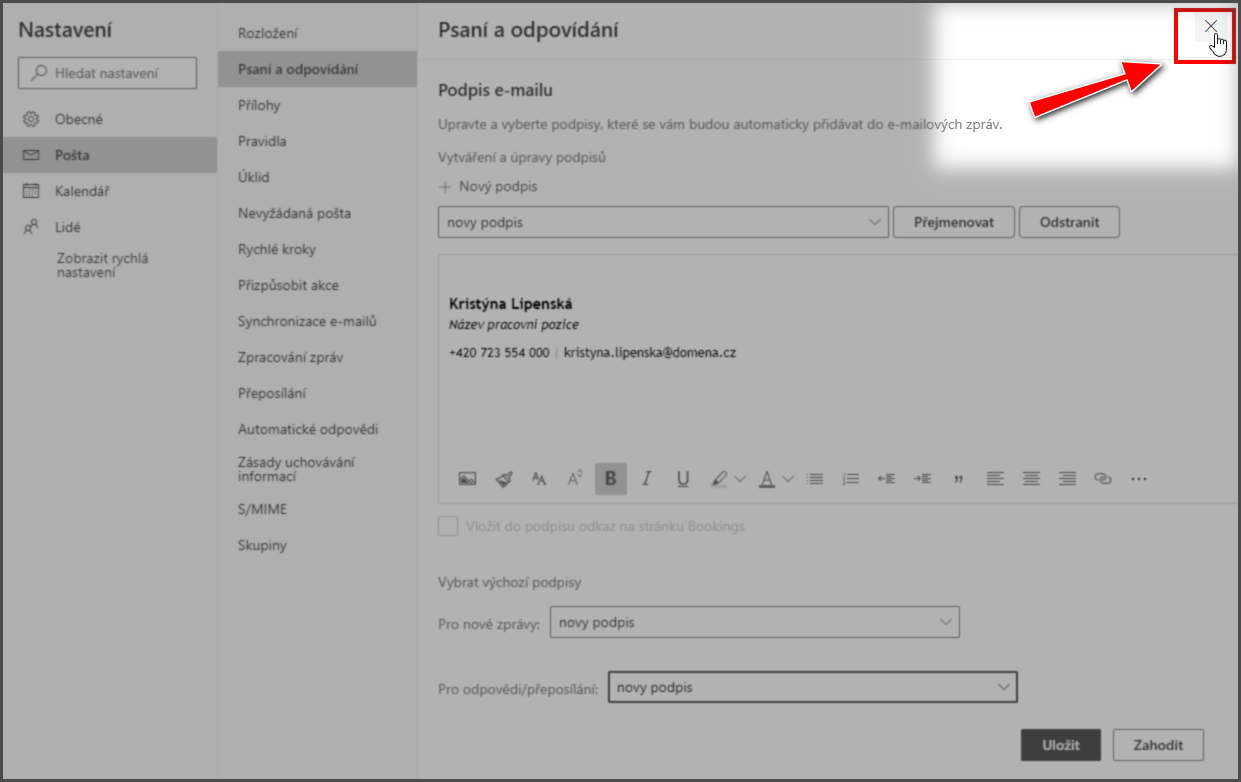 Nastavení
Hledat nastavení
Obecné
Pošta
Kalendář
Lidé
Zobrazit rychlá
nastavení
Rozložení
Psaní a odpovídání
Přílohy
Pravidla
Úklid
Nevyžádaná pošta
Rychlé kroky
Přizpůsobit akce
Synchronizace e-mailů
Zpracování zpráv
Přeposílání
Automatické odpovědi
Zásady uchovávání
informací
S/MIME
Skupiny
Psaní a odpovídání
Podpis e-mailu
Upravte a vyberte podpisy, které se vám budou automaticky přidávat do e-mailových zpráv.
Vytváření a úpravy podpisů
+ Nový podpis
novy podpis
Přejmenovat
Odstranit
Kristýna Lipenská
Název pracovní pozice
+420 723 554 000 | kristyna.lipenska@domena.cz
Vložit do podpisu odkaz na stránku Bookings
Vybrat výchozí podpisy
Pro nové zprávy: novy podpis
Pro odpovědi/přeposílání: novy podpis
Uložit
Zahodit